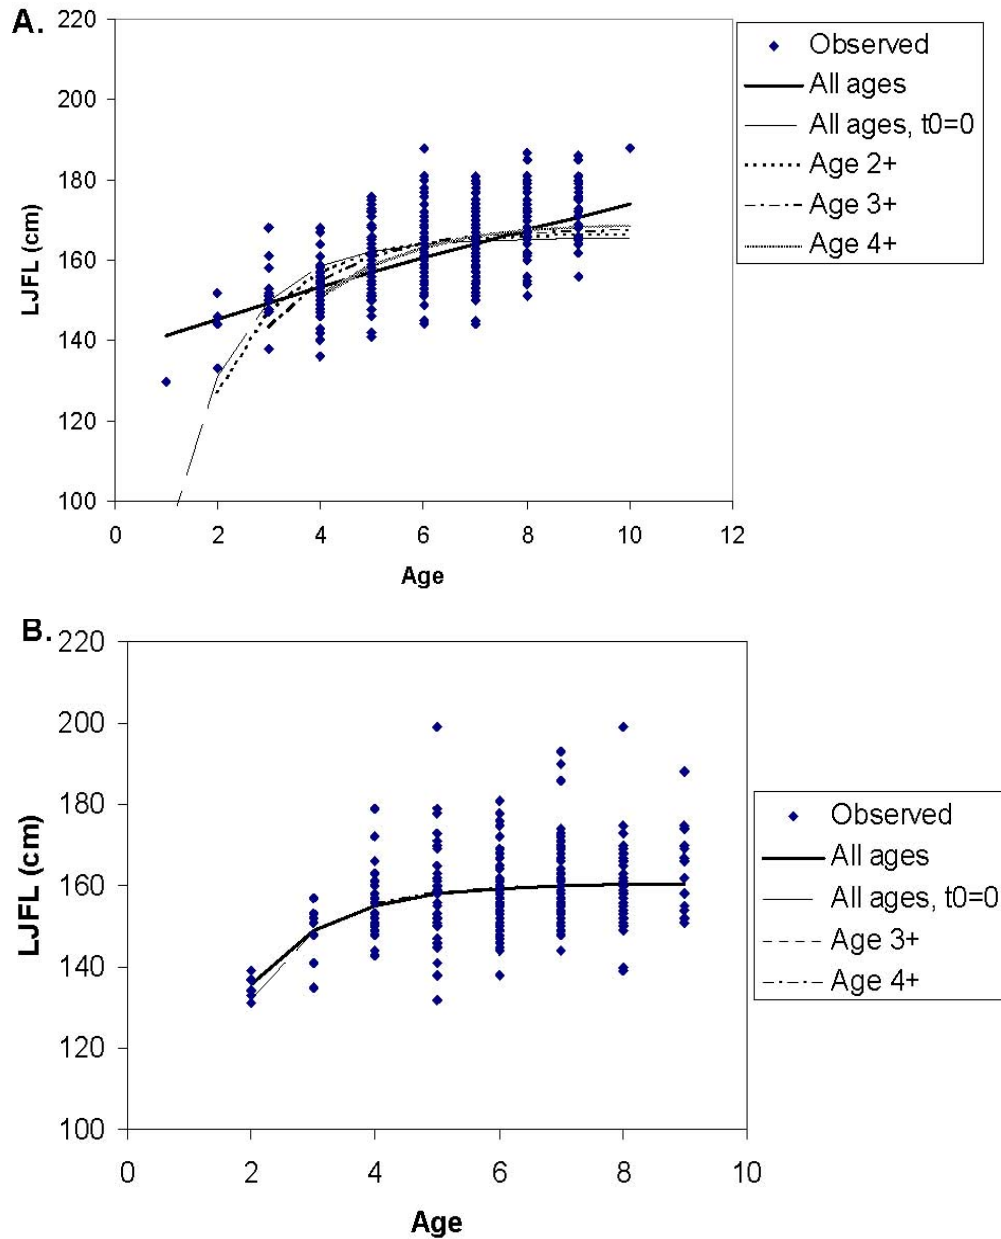 A.
220
200
180
160
140
120
100
LJFL (cm)
0 2 4 6 8 10 12
Age
Observed
All ages
All ages, t0=0
Age 2+
Age 3+
Age 4+
B.
220
200
180
160
140
120
100
LJFL (cm)
0 2 4 6 8 10
Age
Observed
All ages
All ages, t0=0
Age 3+
Age 4+